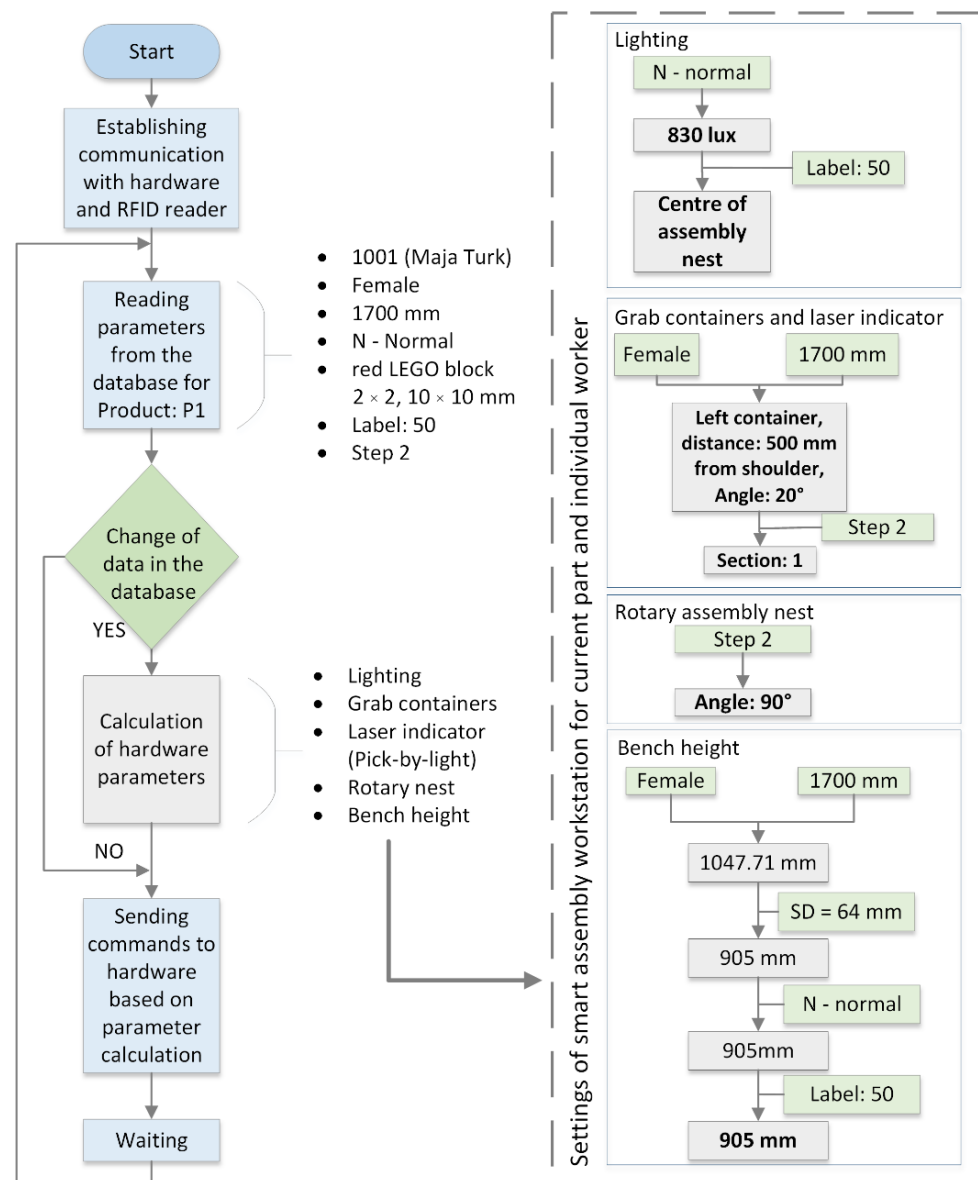 Start
Establishing
communication
with hardware
and RFID reader
Reading
parameters
from the
database for
Product: P1
• 1001 (Maja Turk)
• Female
• 1700 mm
• N - Normal
• red LEGO block
2 × 2, 10 × 10 mm
• Label: 50
• Step 2
Change of
data in the
database
YES
Calculation
of hardware
parameters
• Lighting
• Grab containers
• Laser indicator
(Pick-by-light)
• Rotary nest
• Bench height
NO
Sending
commands to
hardware
based on
parameter
calculation
Waiting
Settings of smart assembly workstation for current part and individual worker
Lighting
N - normal
830 lux
Label: 50
Centre of
assembly
nest
Grab containers and laser indicator
Female
1700 mm
Left container,
distance: 500 mm
from shoulder,
Angle: 20°
Step 2
Section: 1
Rotary assembly nest
Step 2
Angle: 90°
Bench height
Female
1700 mm
1047.71 mm
SD = 64 mm
905 mm
N - normal
905mm
Label: 50
905 mm